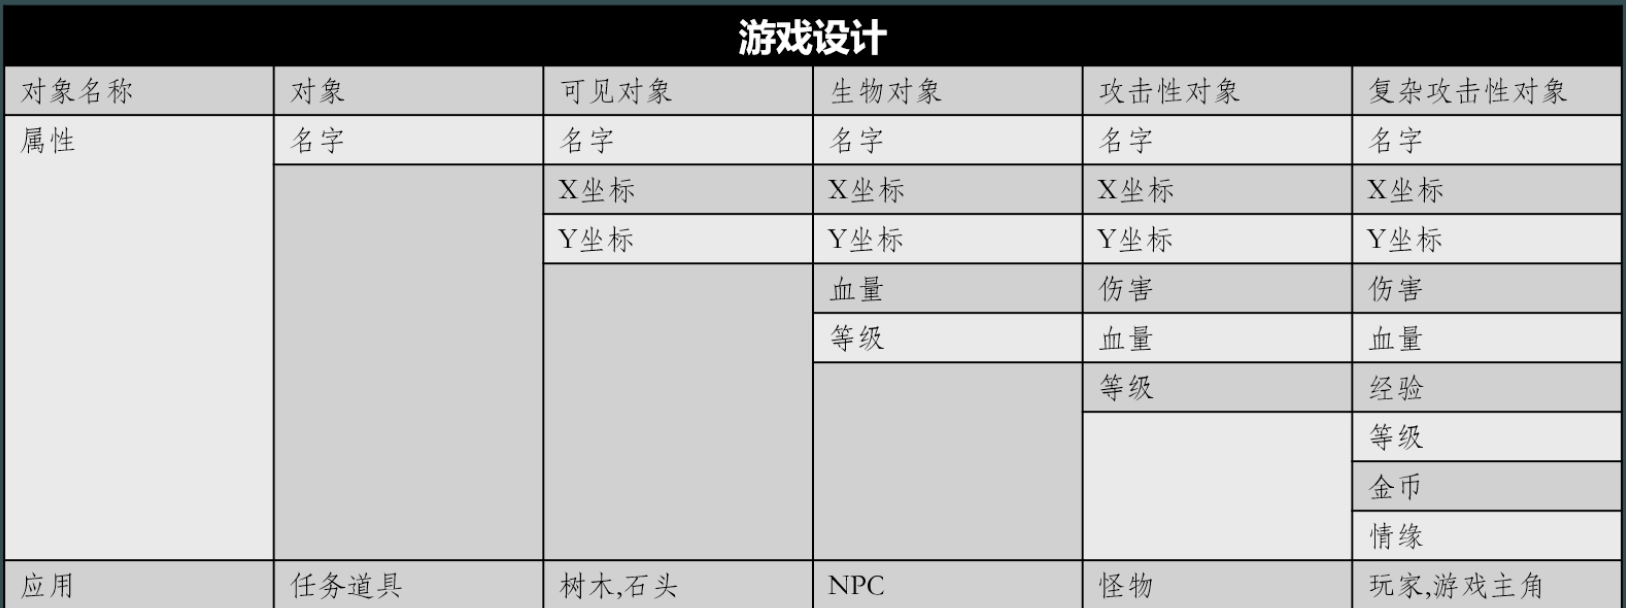 游戏设计
对象名称 对象 可见对象 生物对象 攻击性对象 复杂攻击性对象
属性 名字 名字 名字 名字 名字
X坐标 X坐标 X坐标 X坐标
Y坐标 Y坐标 Y坐标 Y坐标
血量 伤害 伤害
等级 血量 血量
等级 经验
等级
金币
情缘
应用 任务道具 树木,石头 NPC 怪物 玩家,游戏主角